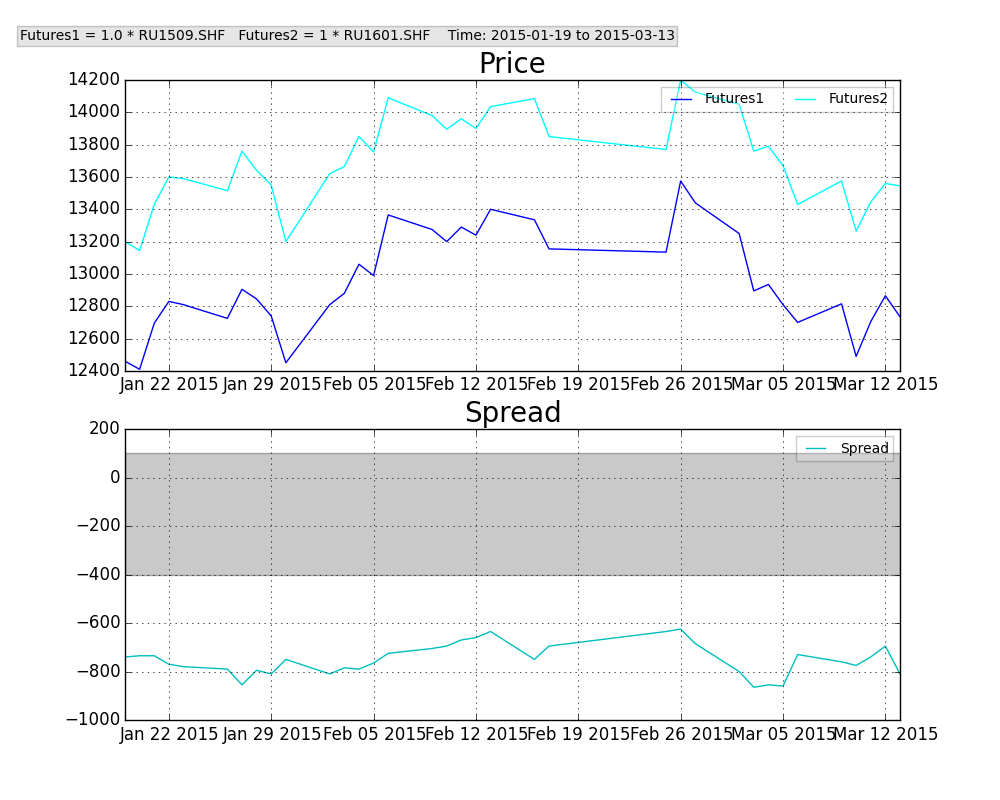 Futures1 = 1.0 * RU1509.SHF   Futures2 = 1 * RU1601.SHF    Time: 2015-01-19 to 2015-03-13
Price
14200
14000
13800
13600
13400
13200
13000
12800
12600
12400
Futures1   Futures2
Jan 22 2015 Jan 29 2015 Feb 05 2015 Feb 12 2015 Feb 19 2015 Feb 26 2015 Mar 05 2015 Mar 12 2015
Spread
200
0
−200
−400
−600
−800
−1000
Spread
Jan 22 2015 Jan 29 2015 Feb 05 2015 Feb 12 2015 Feb 19 2015 Feb 26 2015 Mar 05 2015 Mar 12 2015